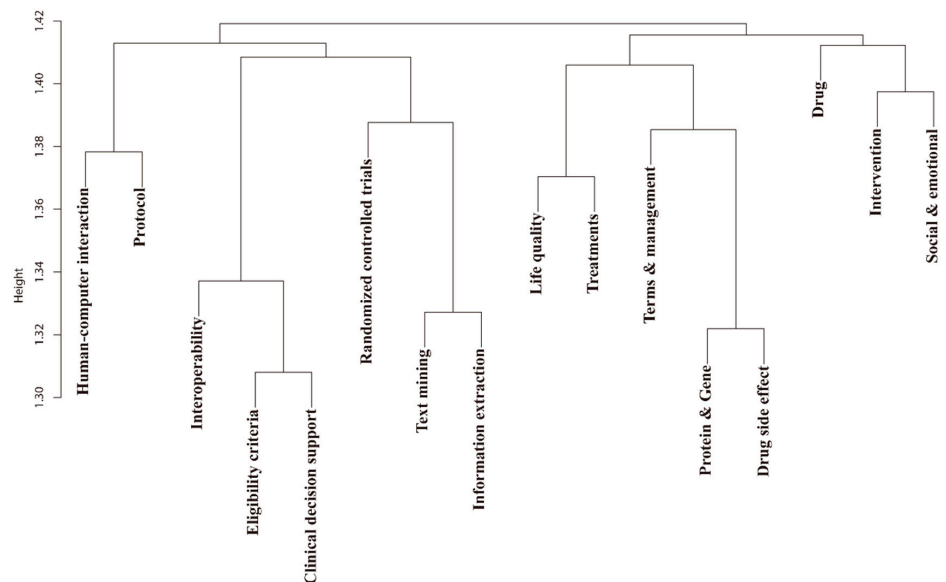 Height
1.42
1.40
1.38
1.36
1.34
1.32
1.30
Human-computer interaction
Protocol
Interoperability
Eligibility criteria
Clinical decision support
Randomized controlled trials
Text mining
Information extraction
Life quality
Treatments
Terms & management
Protein & Gene
Drug side effect
Drug
Intervention
Social & emotional